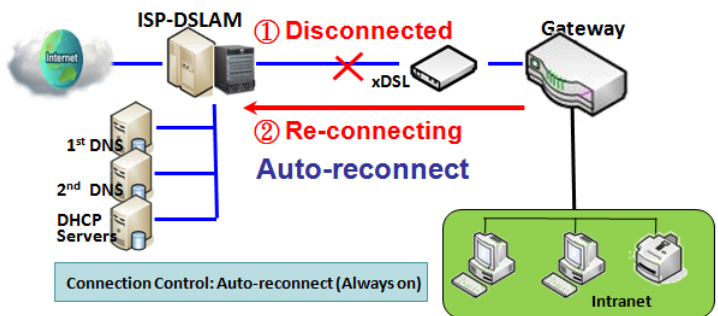 ISP-DSLAM
① Disconnected
Gateway
Internet
xDSL
② Re-connecting
1st DNS
Auto-reconnect
2nd DNS
DHCP
Servers
Connection Control: Auto-reconnect (Always on)
Intranet